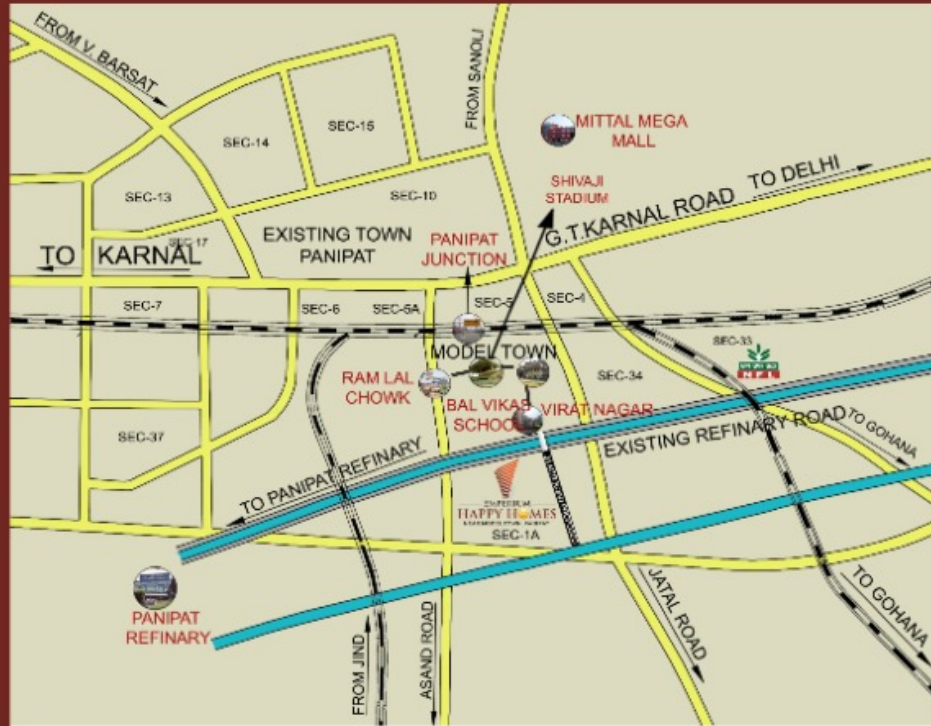 FROM V. BARSAT
FROM SANOLI
SEC-15
SEC-14
MITTAL MEGA
MALL
SEC-13
SEC-10
SHIVAJI
STADIUM
TO DELHI
G.T.KARNAL ROAD
SEC-17
TO KARNAL
EXISTING TOWN
PANIPAT
PANIPAT
JUNCTION
SEC-7
SEC-6
SEC-5A
SEC-5
SEC-4
SEC-33
MODEL TOWN
NFL
RAM LAL
CHOWK
SEC-34
BAL VIKAS
SCHOOL
VIRAT NAGAR
SEC-37
EXISTING REFINARY ROAD
TO GOHANA
TO PANIPAT REFINARY
EMPERIUM
HAPPY HOMES
SEC-1A
PANIPAT
REFINARY
FROM JIND
ASAND ROAD
JATAL ROAD
TO GOHANA